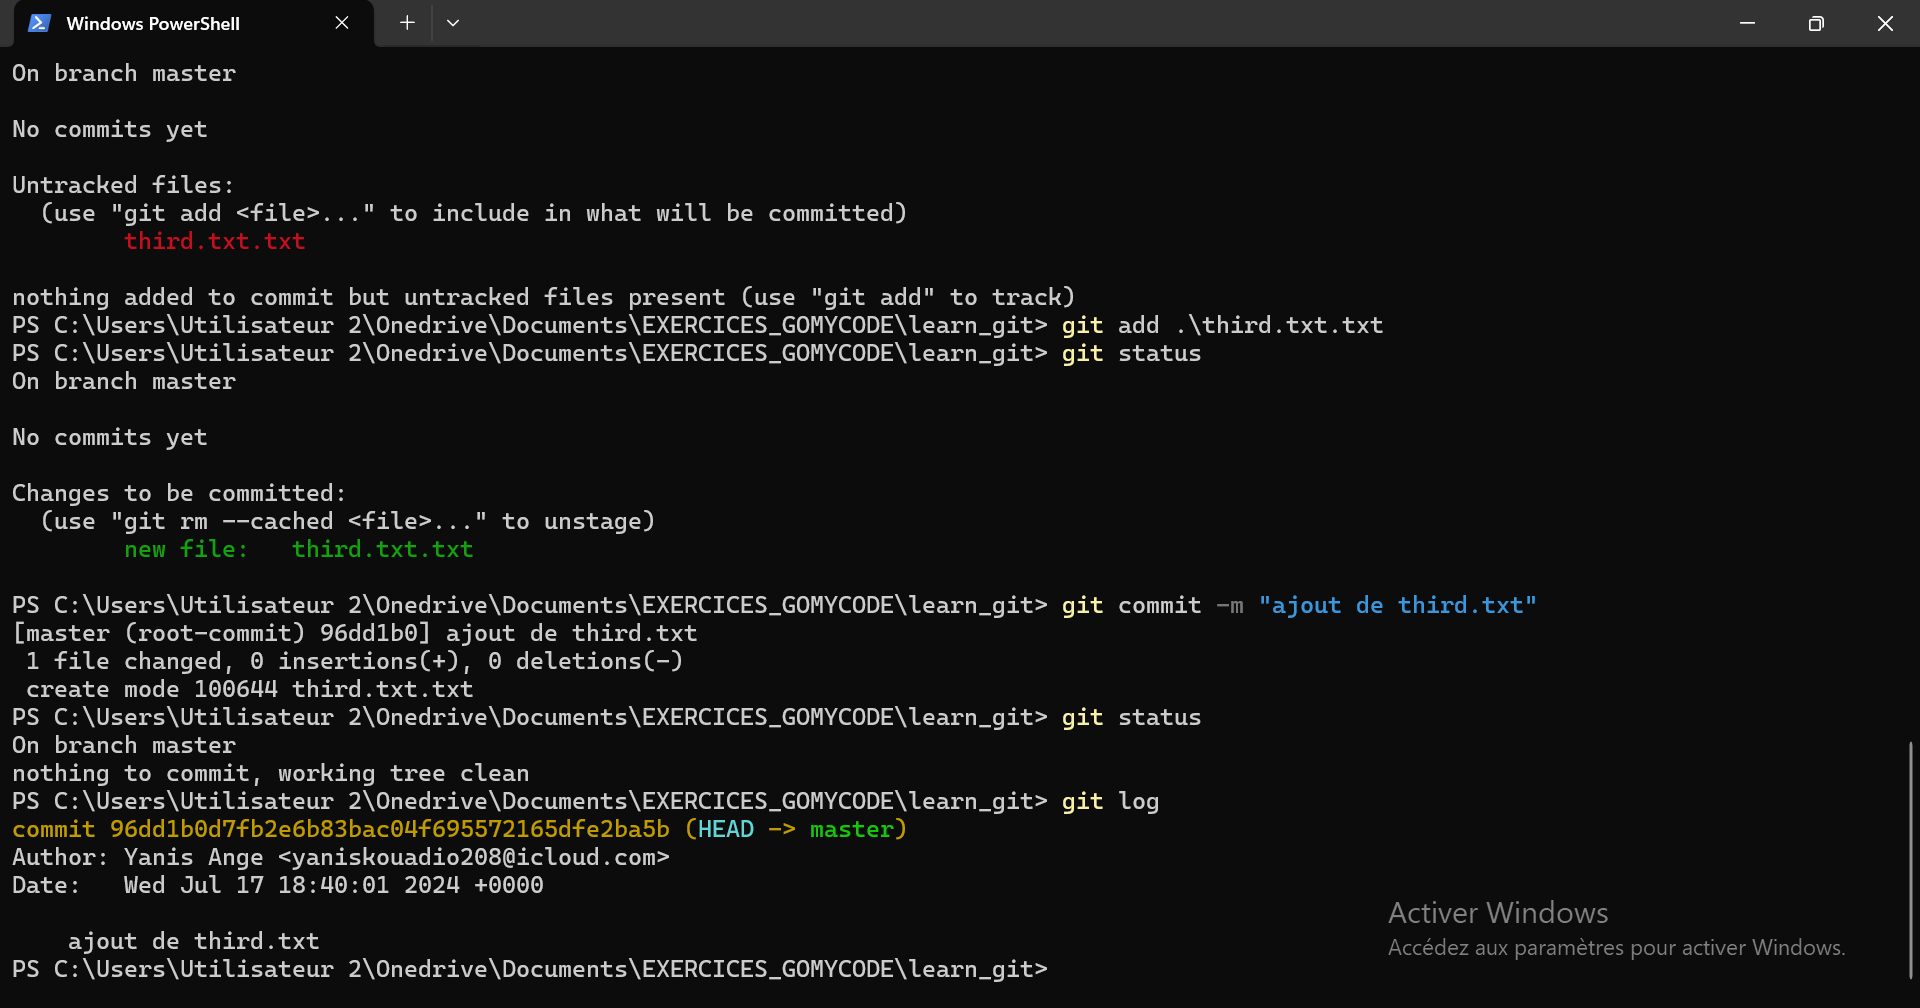 Windows PowerShell
On branch master
No commits yet
Untracked files:
  (use "git add <file>..." to include in what will be committed)
        third.txt.txt
nothing added to commit but untracked files present (use "git add" to track)
PS C:\Users\Utilisateur 2\Onedrive\Documents\EXERCICES_GOMYCODE\learn_git> git add .\third.txt.txt
PS C:\Users\Utilisateur 2\Onedrive\Documents\EXERCICES_GOMYCODE\learn_git> git status
On branch master
No commits yet
Changes to be committed:
  (use "git rm --cached <file>..." to unstage)
        new file:   third.txt.txt
PS C:\Users\Utilisateur 2\Onedrive\Documents\EXERCICES_GOMYCODE\learn_git> git commit -m "ajout de third.txt"
[master (root-commit) 96dd1b0] ajout de third.txt
 1 file changed, 0 insertions(+), 0 deletions(-)
 create mode 100644 third.txt.txt
PS C:\Users\Utilisateur 2\Onedrive\Documents\EXERCICES_GOMYCODE\learn_git> git status
On branch master
nothing to commit, working tree clean
PS C:\Users\Utilisateur 2\Onedrive\Documents\EXERCICES_GOMYCODE\learn_git> git log
commit 96dd1b0d7fb2e6b83bac04f695572165dfe2ba5b (HEAD -> master)
Author: Yanis Ange <yaniskouadio208@icloud.com>
Date:   Wed Jul 17 18:40:01 2024 +0000
    ajout de third.txt
PS C:\Users\Utilisateur 2\Onedrive\Documents\EXERCICES_GOMYCODE\learn_git>
Activer Windows
Accédez aux paramètres pour activer Windows.